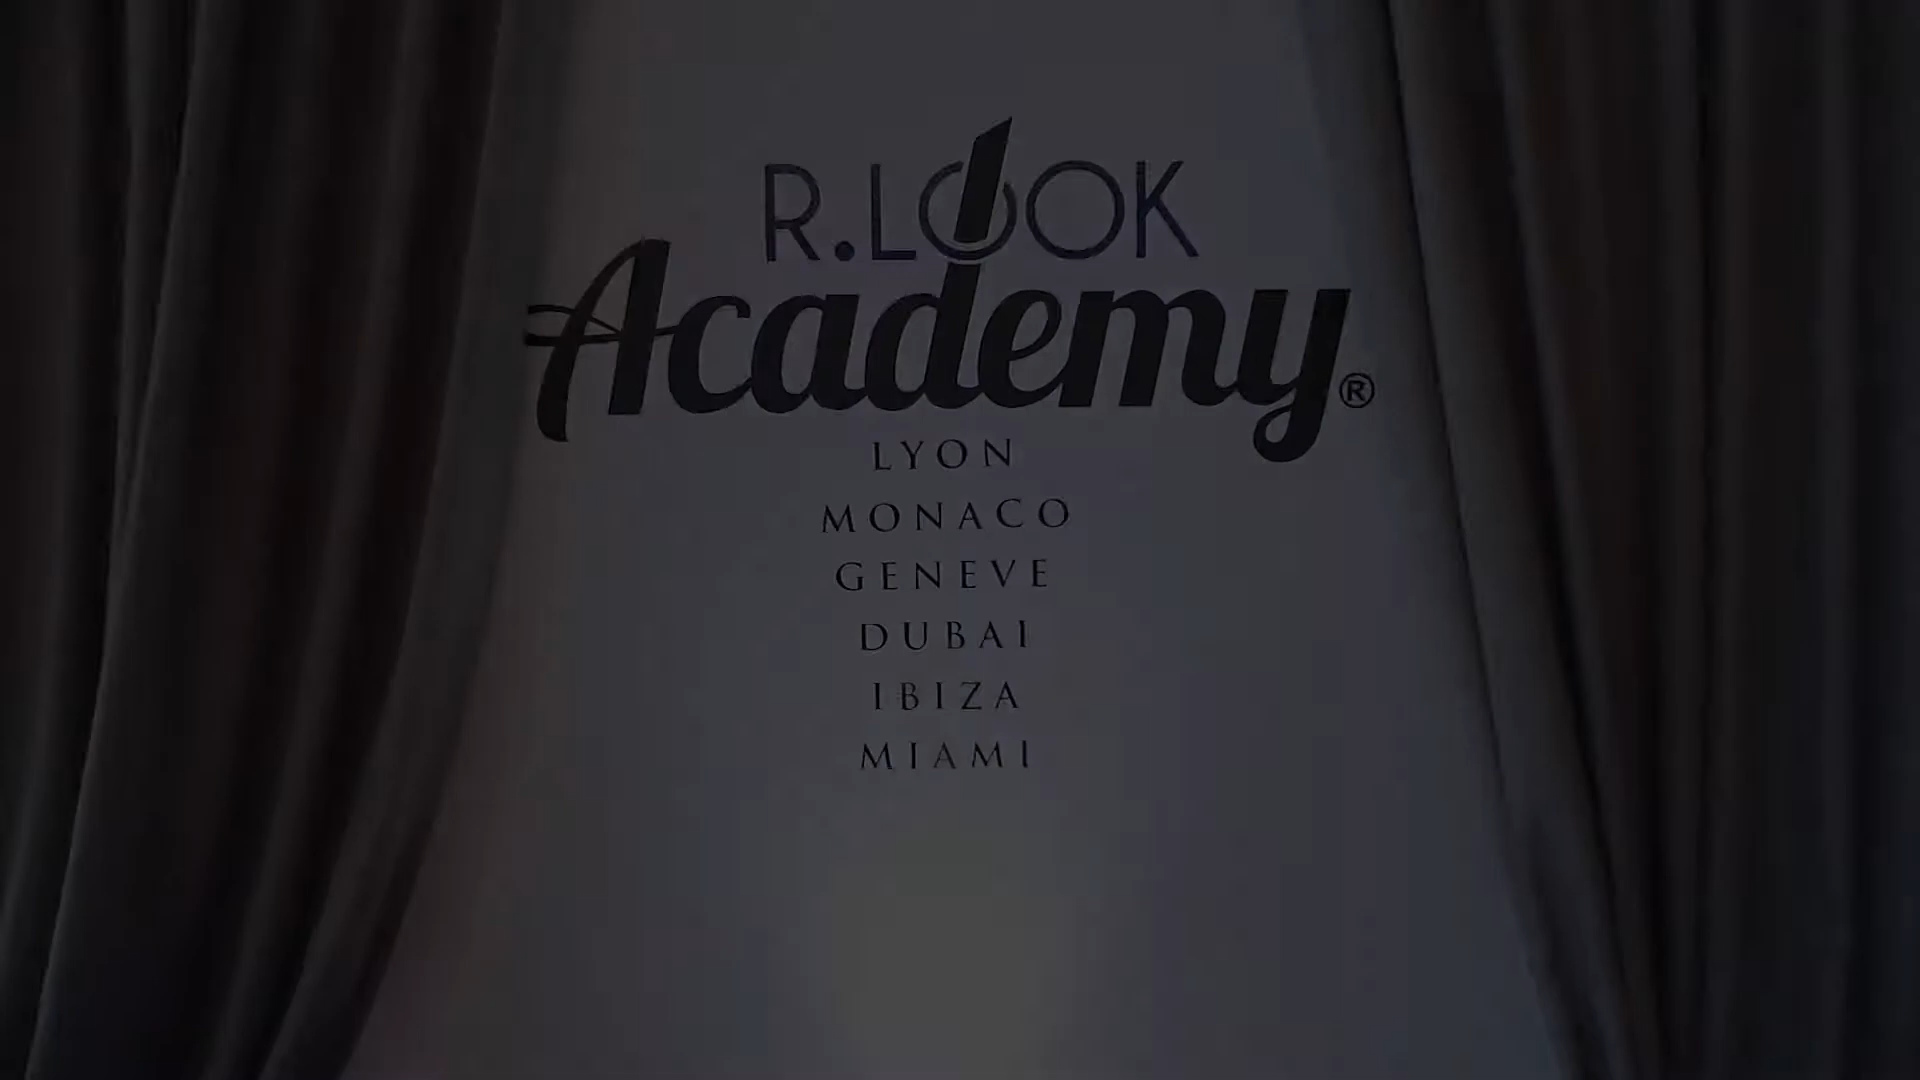 R.LOOK
Academy®
LYON
MONACO
GENEVE
DUBAI
IBIZA
MIAMI